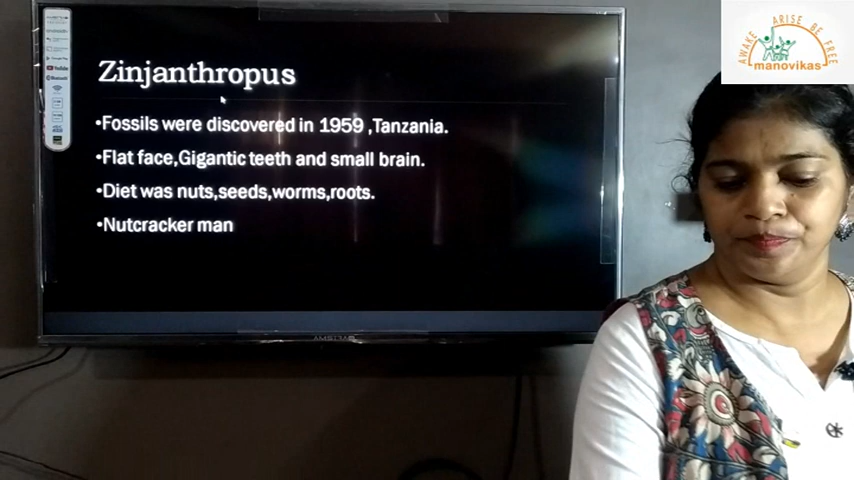 Zinjanthropus
•Fossils were discovered in 1959 ,Tanzania.
•Flat face,Gigantic teeth and small brain.
•Diet was nuts,seeds,worms,roots.
•Nutcracker man
AWAKE ARISE BE FREE
manovikas